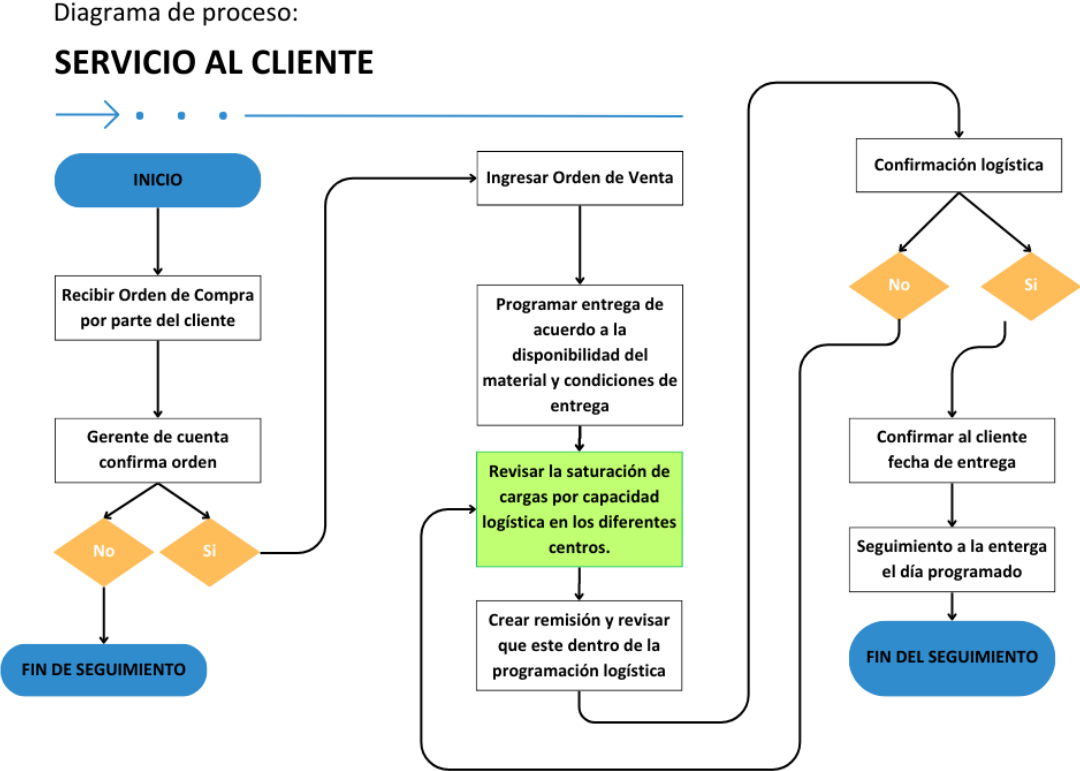 Diagrama de proceso:
SERVICIO AL CLIENTE
INICIO
Recibir Orden de Compra
por parte del cliente
Gerente de cuenta
confirma orden
No
Si
FIN DE SEGUIMIENTO
Ingresar Orden de Venta
Programar entrega de
acuerdo a la
disponibilidad del
material y condiciones de
entrega
Revisar la saturación de
cargas por capacidad
logística en los diferentes
centros.
Crear remisión y revisar
que este dentro de la
programación logística
Confirmación logística
No
Si
Confirmar al cliente
fecha de entrega
Seguimiento a la enterga
el día programado
FIN DEL SEGUIMIENTO